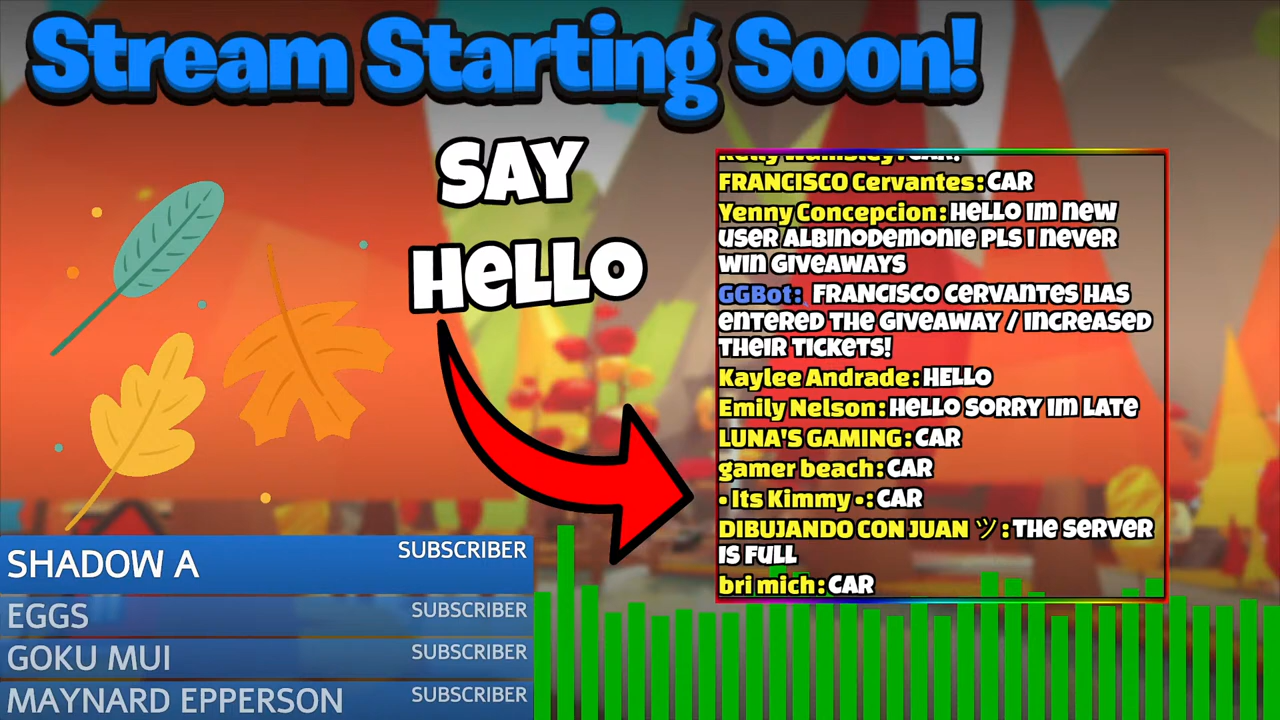 Stream Starting Soon!
SAY
HELLO
FRANCISCO Cervantes: CAR
Yenny Concepcion: HELLO IM NEW
USER ALBINODEMONIE PLS I NEVER
WIN GIVEAWAYS
GGBot: FRANCISCO CERVANTES HAS
ENTERED THE GIVEAWAY / INCREASED
THEIR TICKETS!
Kaylee Andrade: HELLO
Emily Nelson: HELLO SORRY IM LATE
LUNA'S GAMING: CAR
gamer beach: CAR
• Its Kimmy •: CAR
DIBUJANDO CON JUAN ツ: THE SERVER
IS FULL
bri mich: CAR
SHADOW A SUBSCRIBER
EGGS SUBSCRIBER
GOKU MUI SUBSCRIBER
MAYNARD EPPERSON SUBSCRIBER